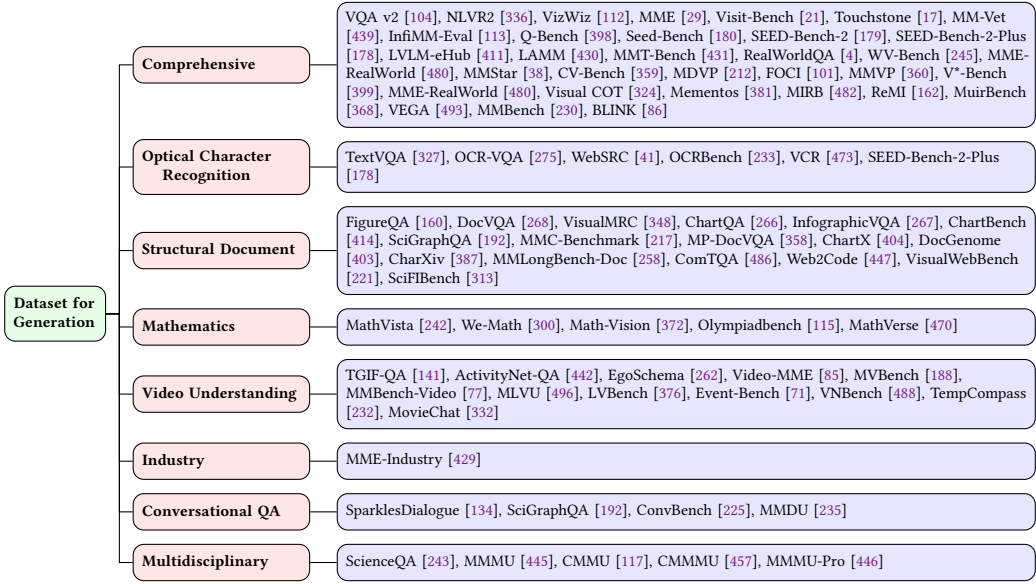 Comprehensive
VQA v2 [104], NLVR2 [336], VizWiz [112], MME [29], Visit-Bench [21], Touchstone [17], MM-Vet
[439], InfiMM-Eval [113], Q-Bench [398], Seed-Bench [180], SEED-Bench-2 [179], SEED-Bench-2-Plus
[178], LVLM-eHub [411], LAMM [430], MMT-Bench [431], RealWorldQA [4], WV-Bench [245], MME-
RealWorld [480], MMStar [38], CV-Bench [359], MDVP [212], FOCI [101], MMVP [360], V*-Bench
[399], MME-RealWorld [480], Visual COT [324], Mementos [381], MIRB [482], ReMI [162], MuirBench
[368], VEGA [493], MMBench [230], BLINK [86]
Optical Character
Recognition
TextVQA [327], OCR-VQA [275], WebSRC [41], OCRBench [233], VCR [473], SEED-Bench-2-Plus
[178]
Structural Document
FigureQA [160], DocVQA [268], VisualMRC [348], ChartQA [266], InfographicVQA [267], ChartBench
[414], SciGraphQA [192], MMC-Benchmark [217], MP-DocVQA [358], ChartX [404], DocGenome
[403], CharXiv [387], MMLongBench-Doc [258], ComTQA [486], Web2Code [447], VisualWebBench
[221], SciFIBench [313]
Dataset for
Generation
Mathematics
MathVista [242], We-Math [300], Math-Vision [372], Olympiadbench [115], MathVerse [470]
Video Understanding
TGIF-QA [141], ActivityNet-QA [442], EgoSchema [262], Video-MME [85], MVBench [188],
MMBench-Video [77], MLVU [496], LVBench [376], Event-Bench [71], VNBench [488], TempCompass
[232], MovieChat [332]
Industry
MME-Industry [429]
Conversational QA
SparklesDialogue [134], SciGraphQA [192], ConvBench [225], MMDU [235]
Multidisciplinary
ScienceQA [243], MMMU [445], CMMU [117], CMMMU [457], MMMU-Pro [446]